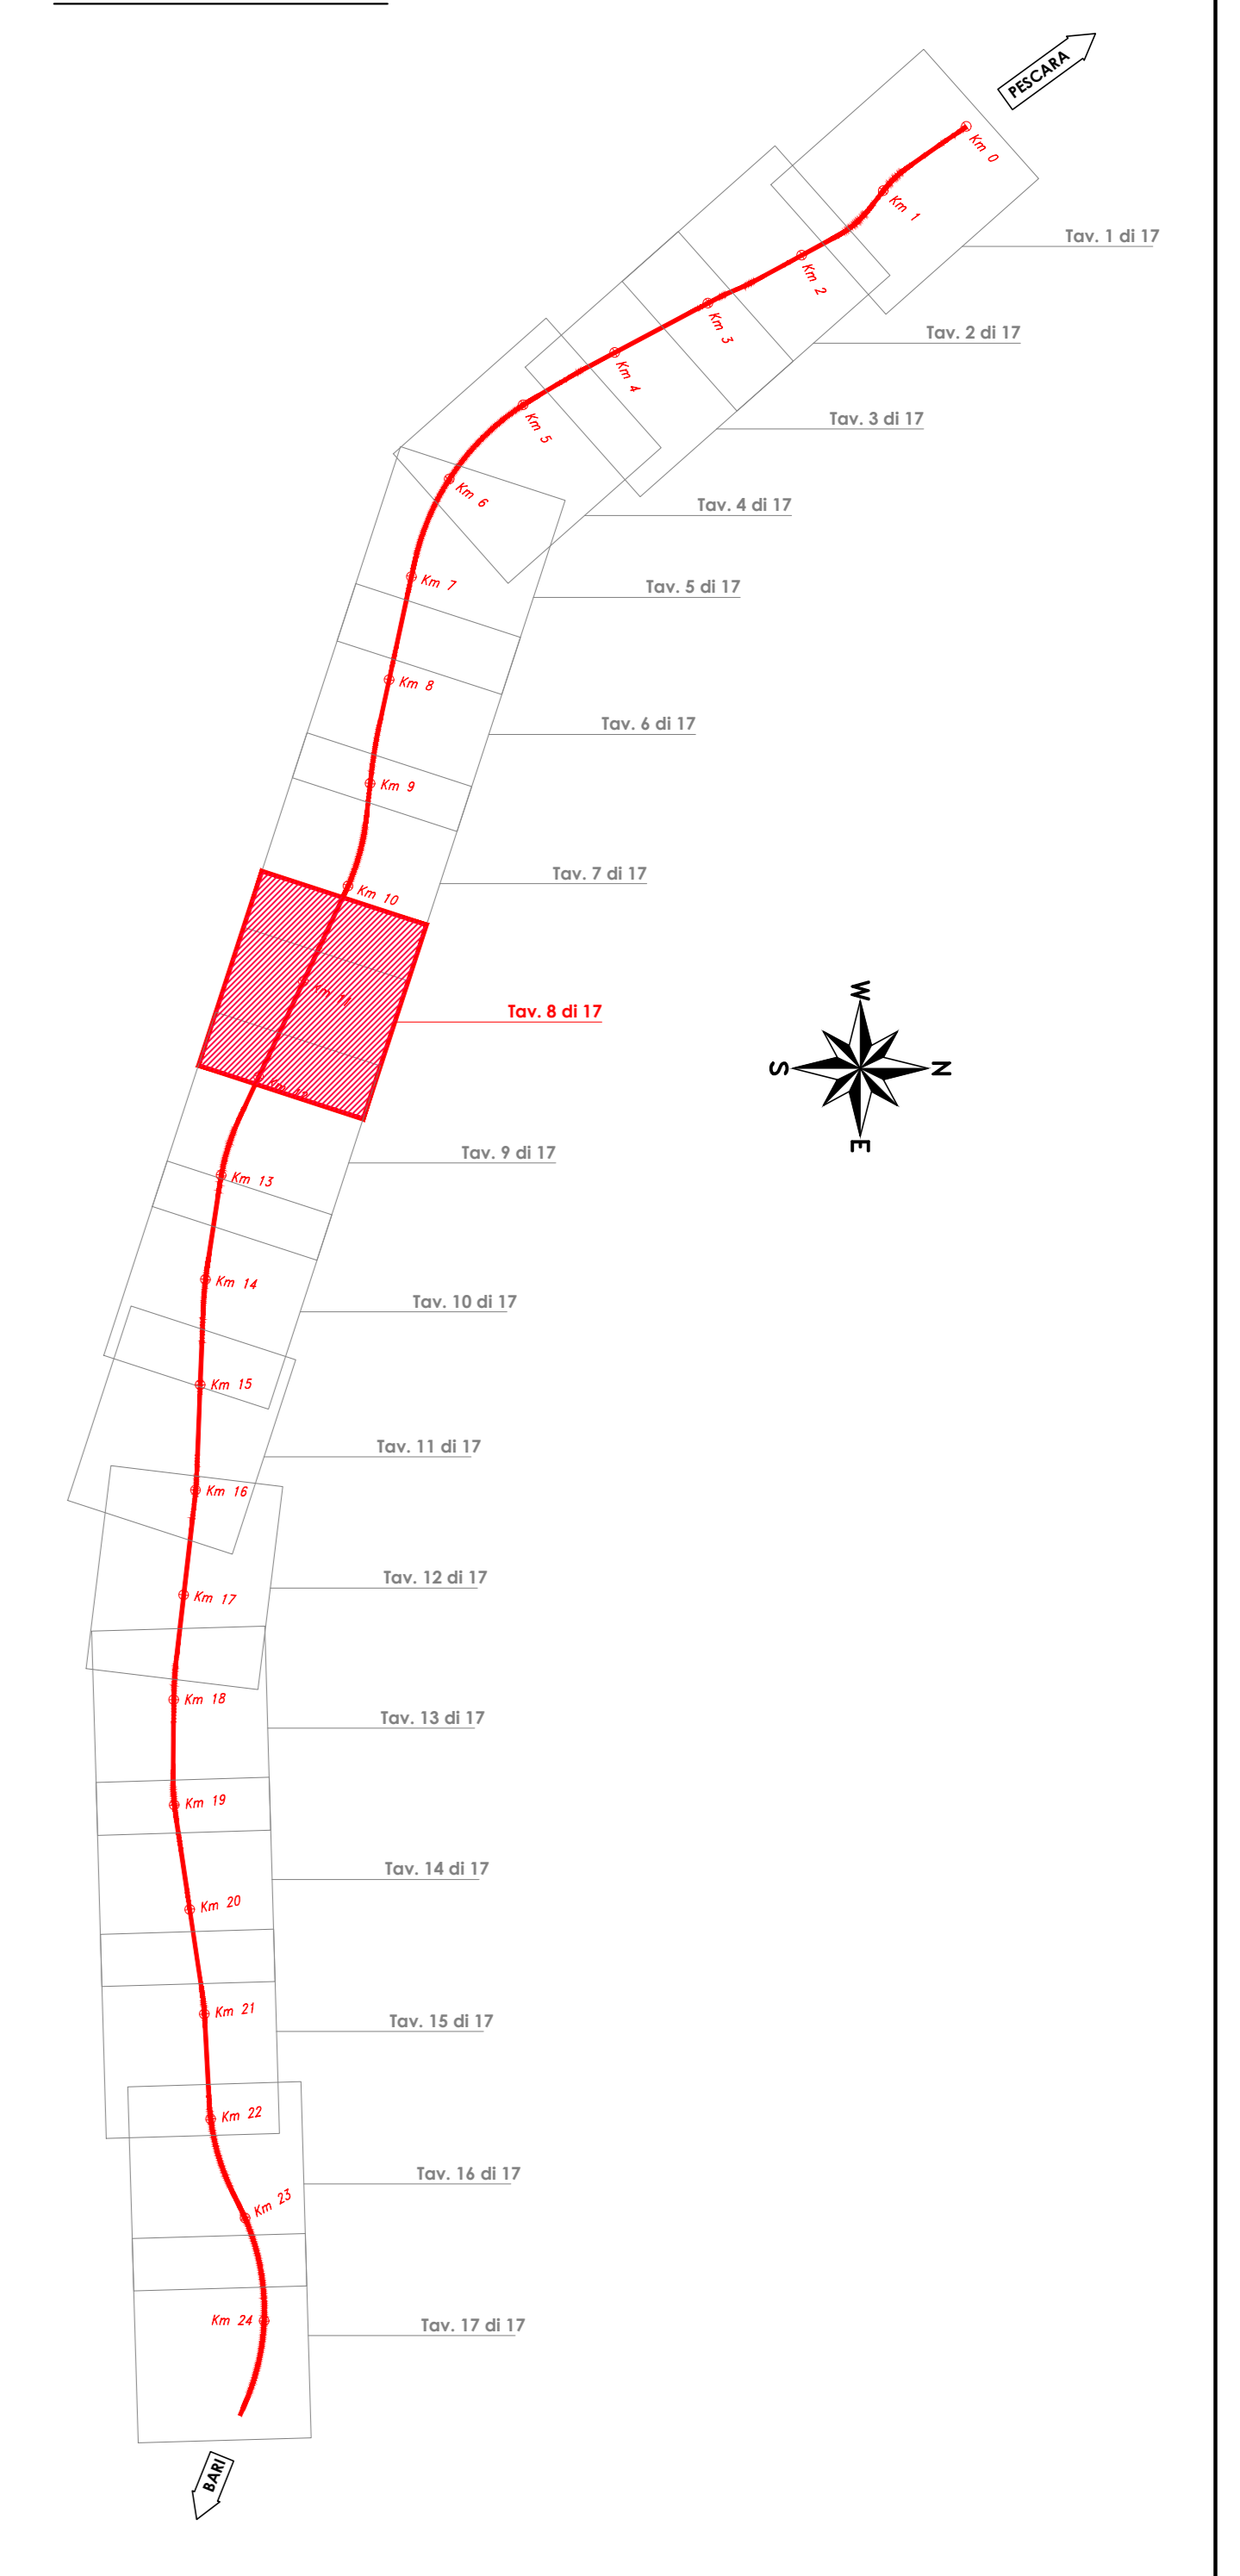 PESCARA
Km 0
Km 1
Tav. 1 di 17
Km 2
Km 3
Tav. 2 di 17
Km 4
Km 5
Tav. 3 di 17
Km 6
Tav. 4 di 17
Km 7
Tav. 5 di 17
Km 8
Tav. 6 di 17
Km 9
Tav. 7 di 17
Km 10
W
Km 11
Tav. 8 di 17
S
N
Km 12
E
Tav. 9 di 17
Km 13
Km 14
Tav. 10 di 17
Km 15
Tav. 11 di 17
Km 16
Tav. 12 di 17
Km 17
Km 18
Tav. 13 di 17
Km 19
Tav. 14 di 17
Km 20
Km 21
Tav. 15 di 17
Km 22
Tav. 16 di 17
Km 23
Km 24
Tav. 17 di 17
BARI